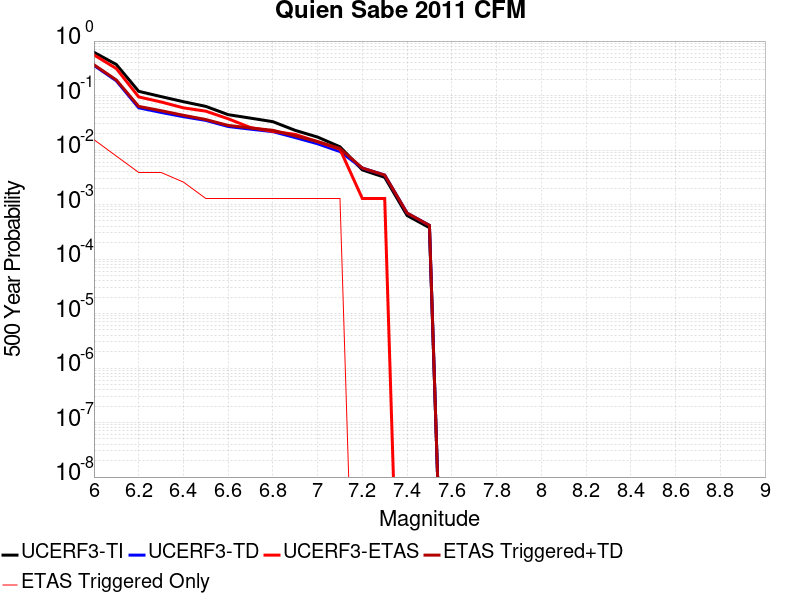 Quien Sabe 2011 CFM
500 Year Probability
10^0
10^-1
10^-2
10^-3
10^-4
10^-5
10^-6
10^-7
10^-8
6 6.2 6.4 6.6 6.8 7 7.2 7.4 7.6 7.8 8 8.2 8.4 8.6 8.8 9
Magnitude
UCERF3-TI UCERF3-TD UCERF3-ETAS ETAS Triggered+TD
ETAS Triggered Only